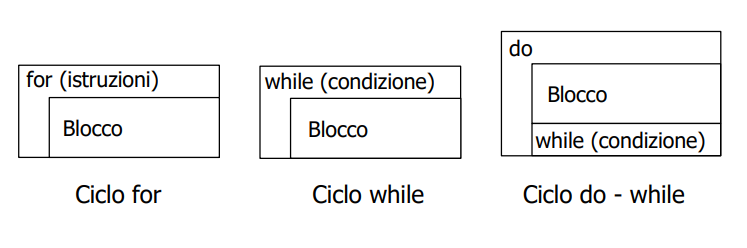 for (istruzioni)
Blocco
Ciclo for
while (condizione)
Blocco
Ciclo while
do
Blocco
while (condizione)
Ciclo do - while